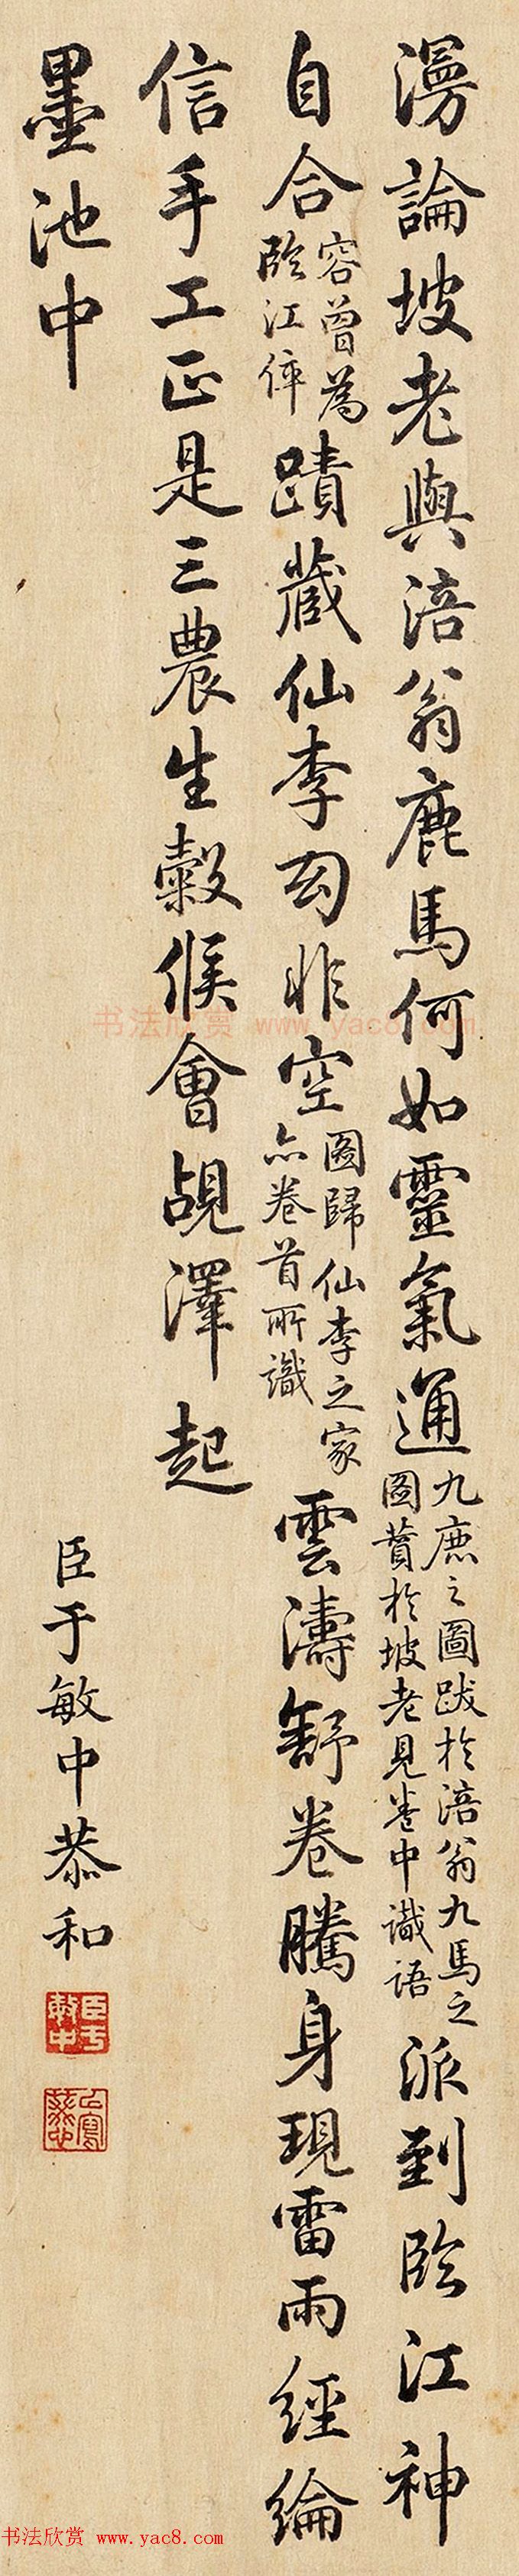 漫論坡老與涪翁鹿馬何如靈氣通九鹿之圖跋於涪翁九馬之圖贊於坡老見卷中識語派到臨江神
自合容曾為臨江倅蹟藏仙李句非空圖歸仙李之家亦卷首所識雲濤舒卷騰身現雷雨經綸
信手工正是三農生穀候會覘澤起
墨池中
臣于敏中恭和
臣于敏中
书法欣赏 www.yac8.com
书法欣赏 www.yac8.com